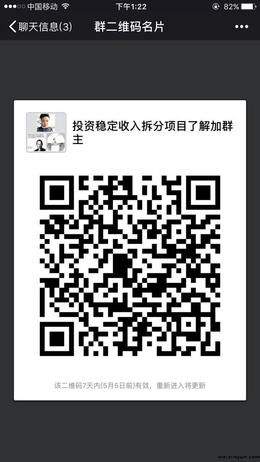 中国移动 下午1:22 82%
聊天信息(3) 群二维码名片
投资稳定收入拆分项目了解加群
主
该二维码7天内(5月5日前)有效，重新进入将更新